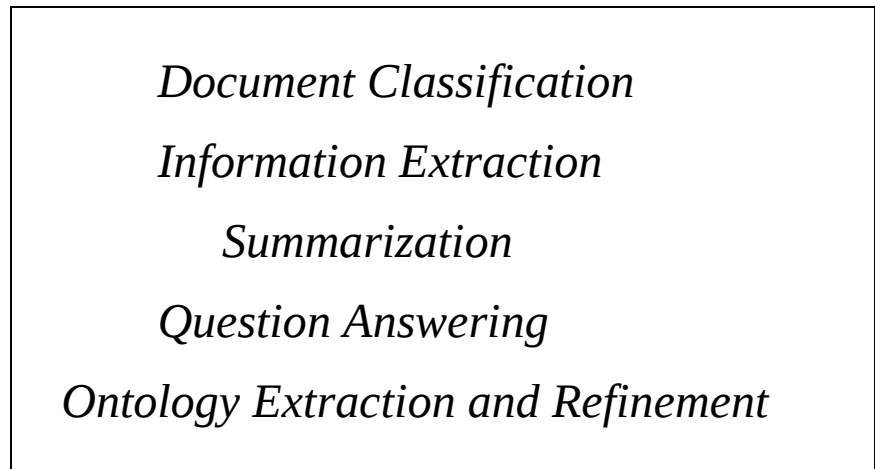 Document Classification
Information Extraction
Summarization
Question Answering
Ontology Extraction and Refinement